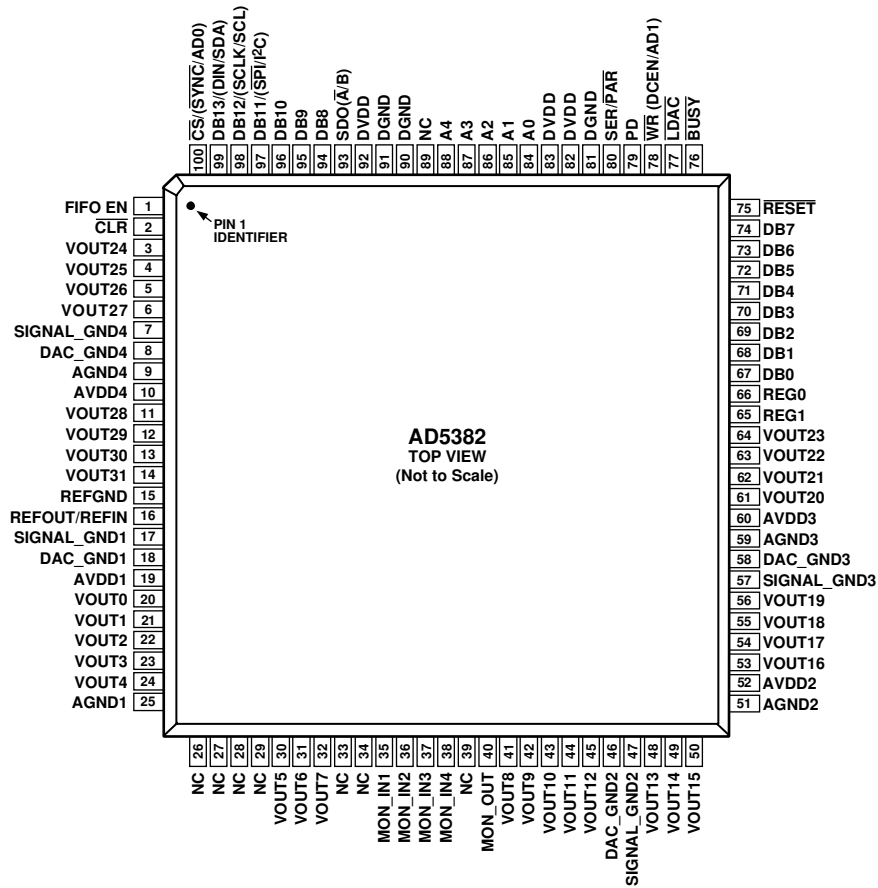 CS/(SYNC/AD0)
DB13/(DIN/SDA)
DB12/(SCLK/SCL)
DB11/(SPI/I²C)
DB10
DB9
DB8
SDO(A/B)
DVDD
DGND
DGND
NC
A4
A3
A2
A1
A0
DVDD
DVDD
DGND
SER/PAR
PD
WR (DCEN/AD1)
LDAC
BUSY
100 99 98 97 96 95 94 93 92 91 90 89 88 87 86 85 84 83 82 81 80 79 78 77 76
FIFO EN 1
CLR 2
VOUT24 3
VOUT25 4
VOUT26 5
VOUT27 6
SIGNAL_GND4 7
DAC_GND4 8
AGND4 9
AVDD4 10
VOUT28 11
VOUT29 12
VOUT30 13
VOUT31 14
REFGND 15
REFOUT/REFIN 16
SIGNAL_GND1 17
DAC_GND1 18
AVDD1 19
VOUT0 20
VOUT1 21
VOUT2 22
VOUT3 23
VOUT4 24
AGND1 25
PIN 1
IDENTIFIER
AD5382
TOP VIEW
(Not to Scale)
75 RESET
74 DB7
73 DB6
72 DB5
71 DB4
70 DB3
69 DB2
68 DB1
67 DB0
66 REG0
65 REG1
64 VOUT23
63 VOUT22
62 VOUT21
61 VOUT20
60 AVDD3
59 AGND3
58 DAC_GND3
57 SIGNAL_GND3
56 VOUT19
55 VOUT18
54 VOUT17
53 VOUT16
52 AVDD2
51 AGND2
26 27 28 29 30 31 32 33 34 35 36 37 38 39 40 41 42 43 44 45 46 47 48 49 50
NC
NC
NC
NC
VOUT5
VOUT6
VOUT7
NC
NC
MON_IN1
MON_IN2
MON_IN3
MON_IN4
NC
MON_OUT
VOUT8
VOUT9
VOUT10
VOUT11
VOUT12
DAC_GND2
SIGNAL_GND2
VOUT13
VOUT14
VOUT15